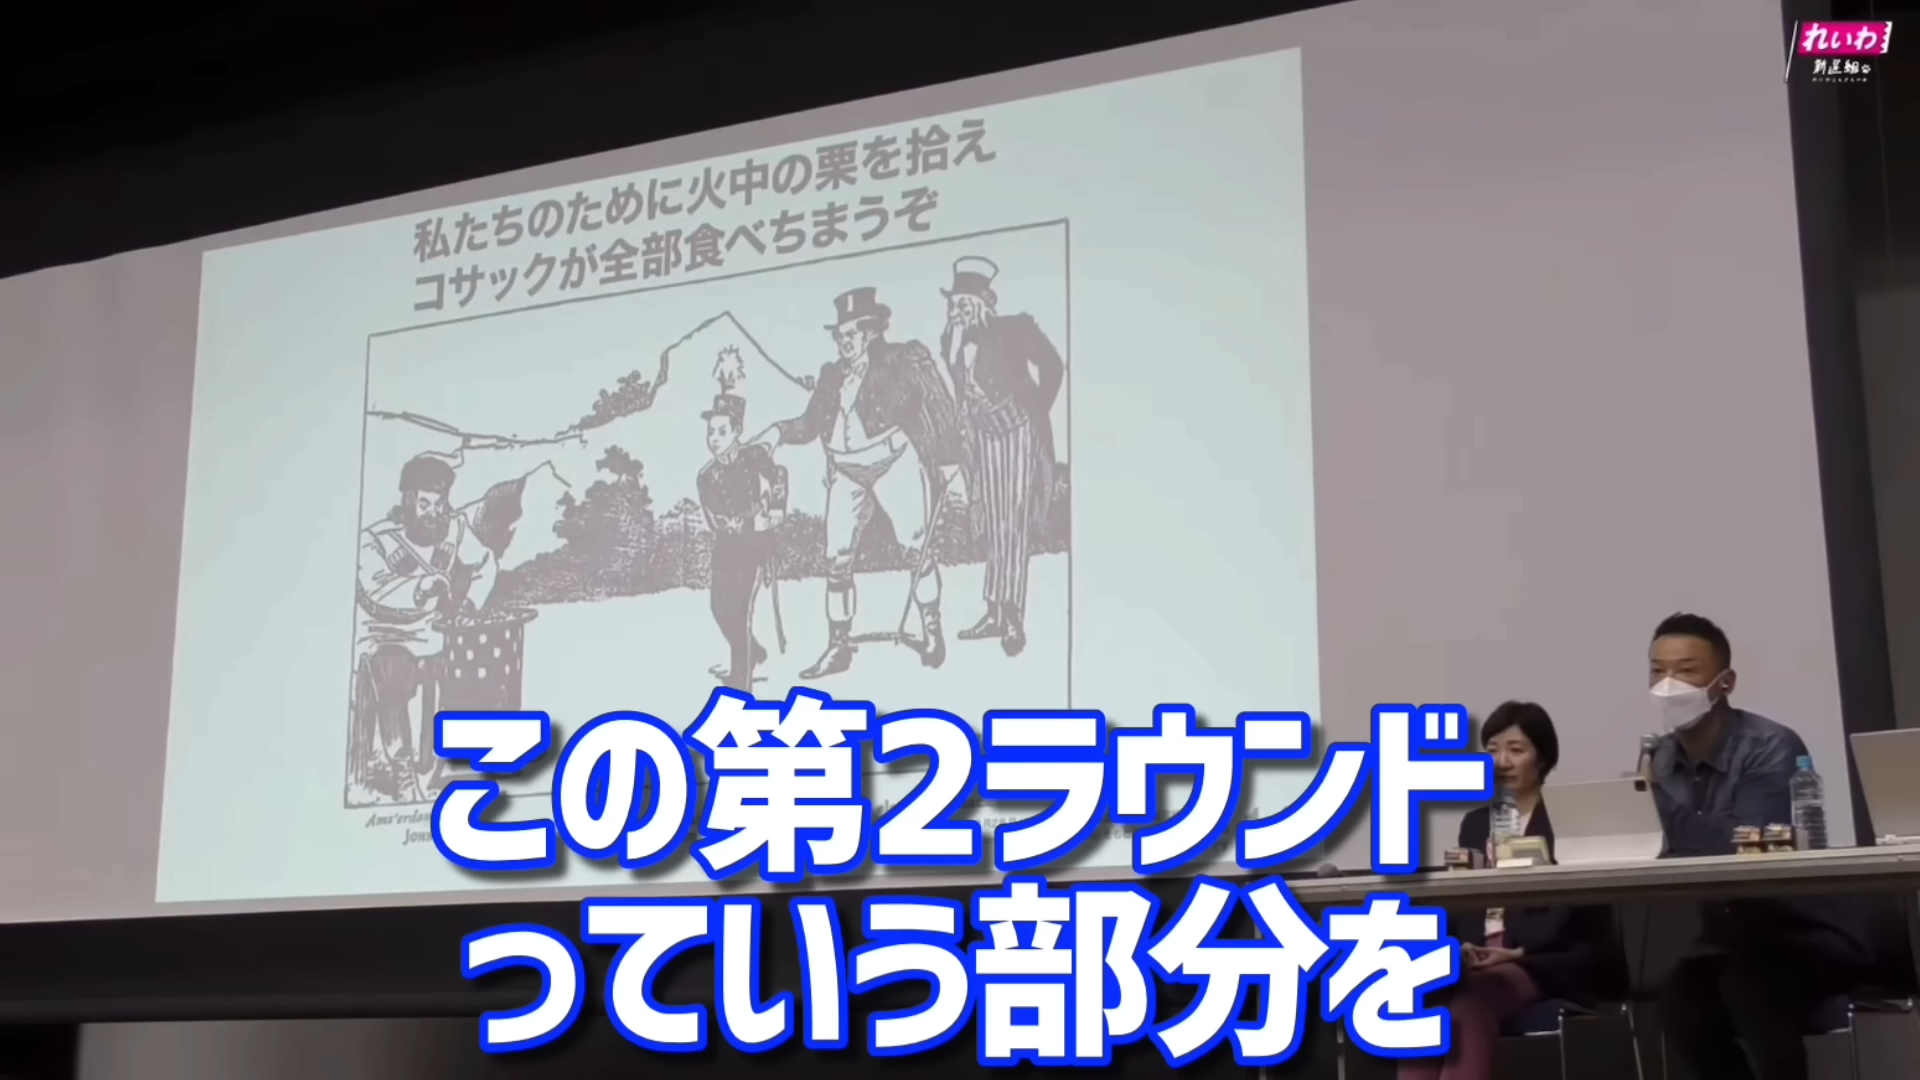 れいわ
新選組
私たちのために火中の栗を拾え
コサックが全部食べちまうぞ
この第2ラウンド
っていう部分を